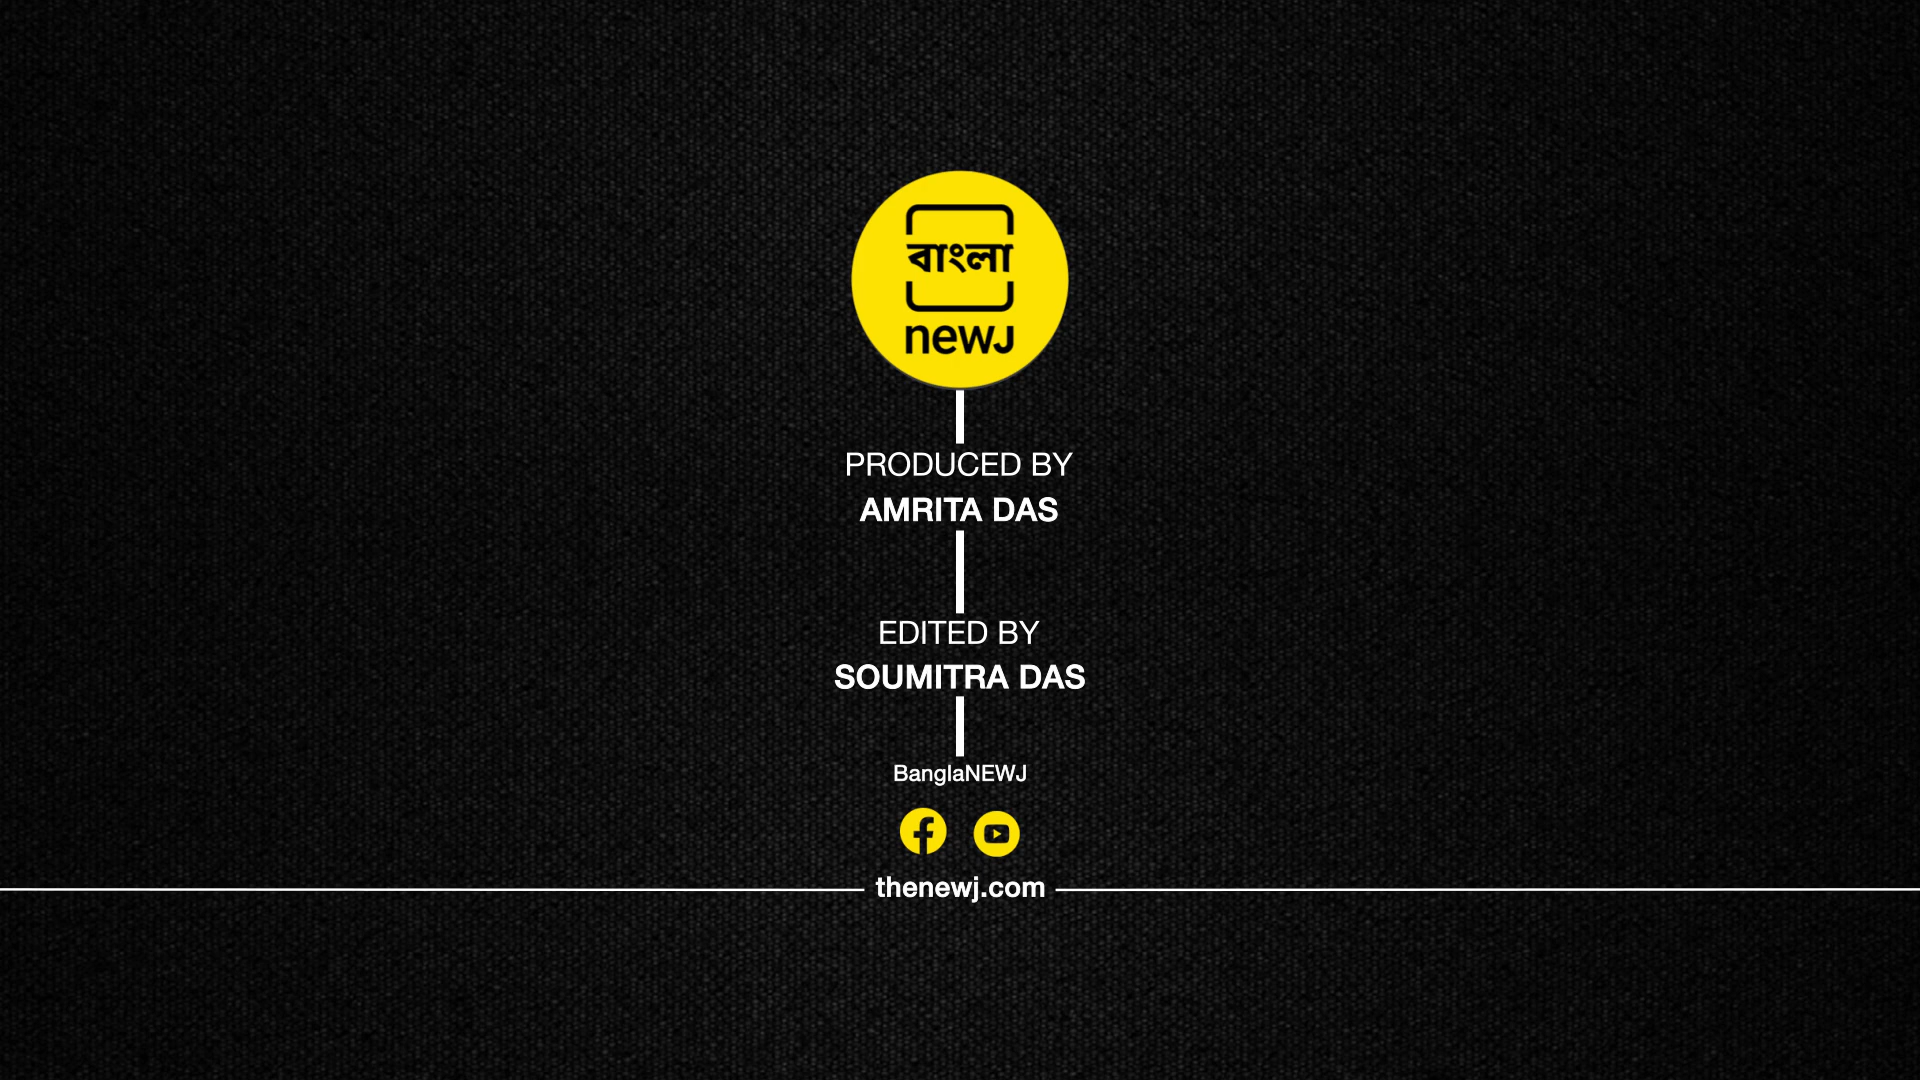 বাংলা
newJ
PRODUCED BY
AMRITA DAS
EDITED BY
SOUMITRA DAS
BanglaNEWJ
thenewj.com